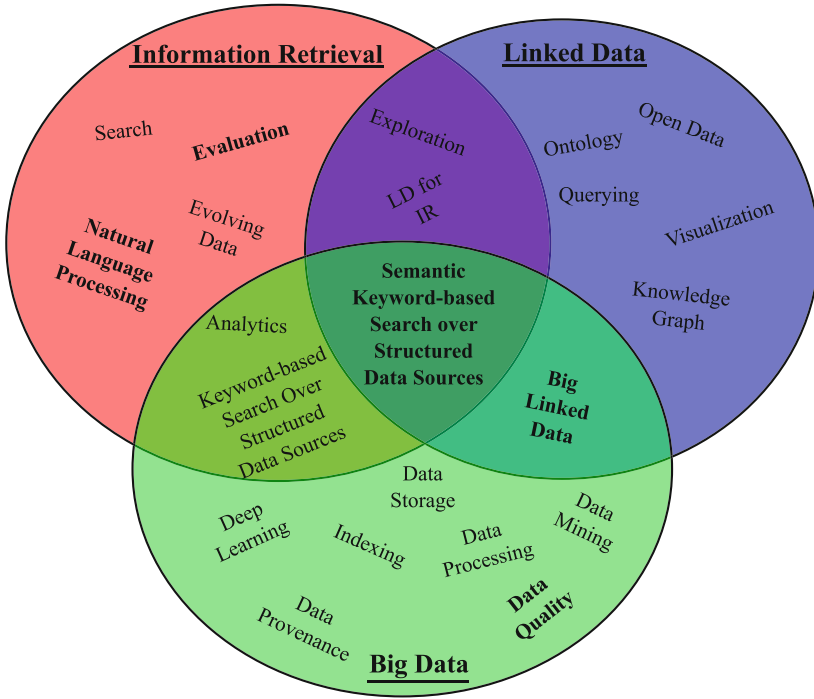 Information Retrieval
Linked Data
Search
Evaluation
Evolving
Data
Natural
Language
Processing
Exploration
LD for
IR
Ontology
Open Data
Querying
Visualization
Knowledge
Graph
Analytics
Keyword-based
Search Over
Structured
Data Sources
Semantic
Keyword-based
Search over
Structured
Data Sources
Big
Linked
Data
Data
Storage
Deep
Learning
Indexing
Data
Processing
Data
Mining
Data
Provenance
Data
Quality
Big Data